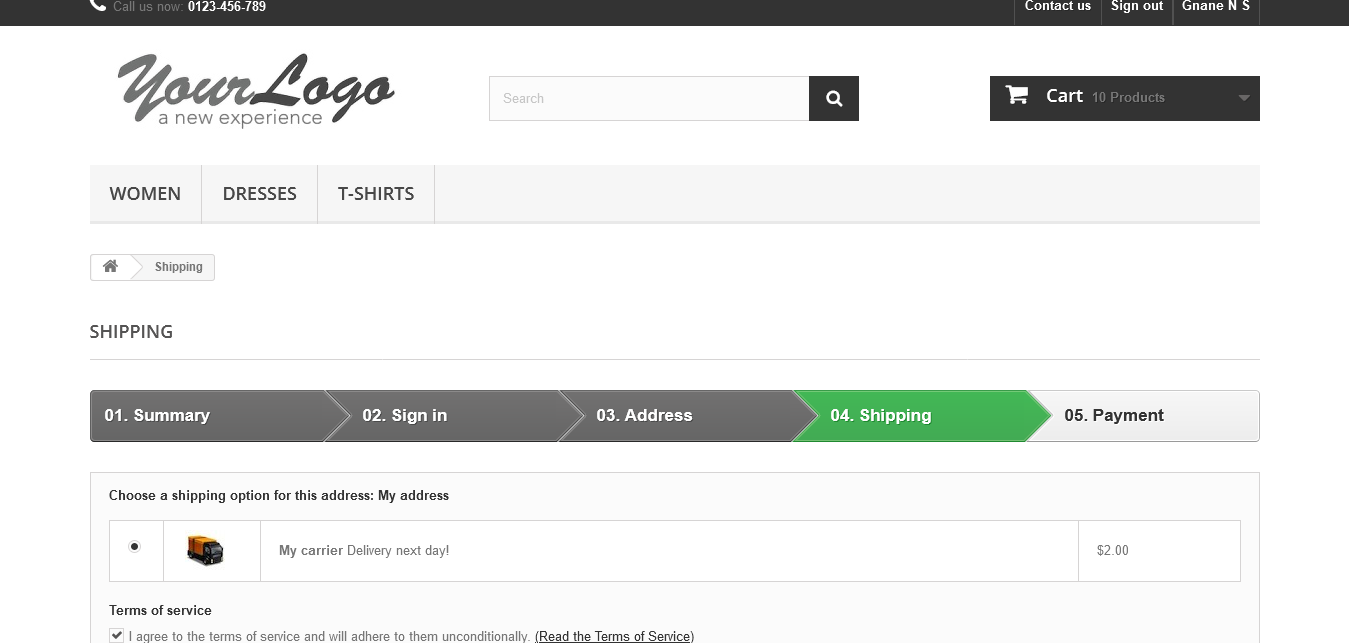 Call us now: 0123-456-789
Contact us
Sign out
Gnane N S
YourLogo
a new experience
Search
Cart 10 Products
WOMEN
DRESSES
T-SHIRTS
Shipping
SHIPPING
01. Summary
02. Sign in
03. Address
04. Shipping
05. Payment
Choose a shipping option for this address: My address
My carrier Delivery next day!
$2.00
Terms of service
I agree to the terms of service and will adhere to them unconditionally. (Read the Terms of Service)